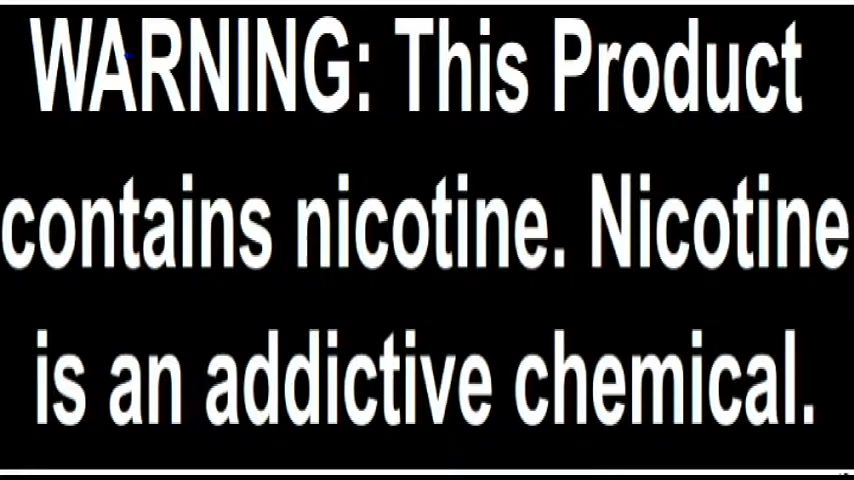 WARNING: This Product
contains nicotine. Nicotine
is an addictive chemical.